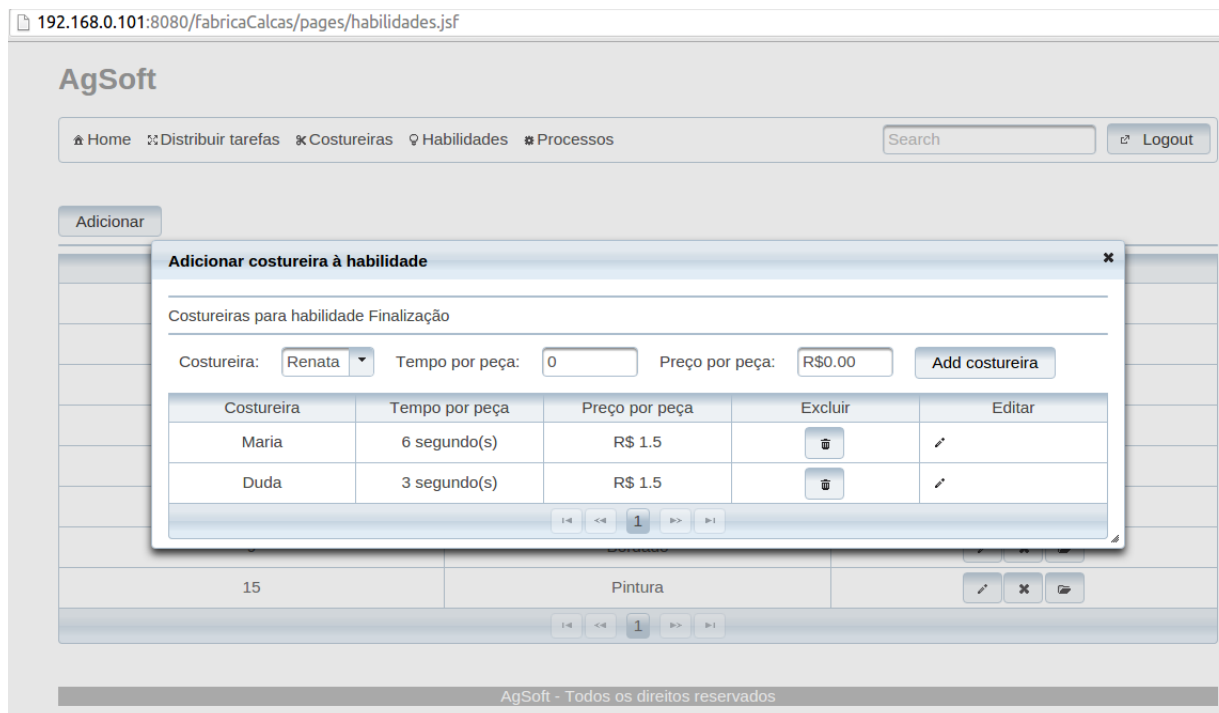 192.168.0.101:8080/fabricaCalcas/pages/habilidades.jsf
AgSoft
Home Distribuir tarefas Costureiras Habilidades Processos Search Logout
Adicionar
Adicionar costureira à habilidade
Costureiras para habilidade Finalização
Costureira: Renata Tempo por peça: 0 Preço por peça: R$0.00 Add costureira
Costureira Tempo por peça Preço por peça Excluir Editar
Maria 6 segundo(s) R$ 1.5
Duda 3 segundo(s) R$ 1.5
1
15 Pintura
1
AgSoft - Todos os direitos reservados